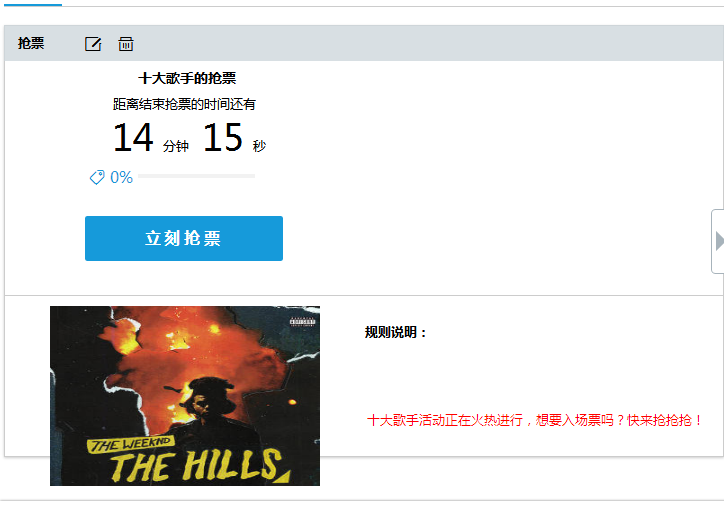 抢票
十大歌手的抢票
距离结束抢票的时间还有
14 分钟 15 秒
0%
立刻抢票
规则说明：
十大歌手活动正在火热进行，想要入场票吗？快来抢抢抢！
THE WEEKND
THE HILLS